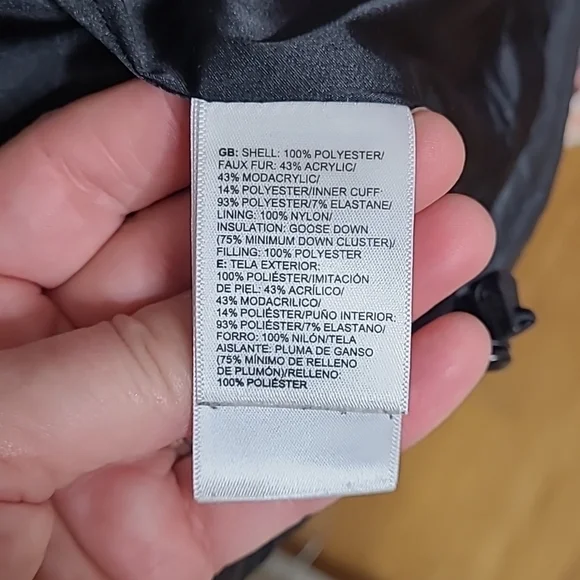 GB: SHELL: 100% POLYESTER/
FAUX FUR: 43% ACRYLIC/
43% MODACRYLIC/
14% POLYESTER/INNER CUFF:
93% POLYESTER/7% ELASTANE/
LINING: 100% NYLON/
INSULATION: GOOSE DOWN
(75% MINIMUM DOWN CLUSTER)/
FILLING: 100% POLYESTER
E: TELA EXTERIOR:
100% POLIÉSTER/IMITACIÓN
DE PIEL: 43% ACRÍLICO/
43% MODACRILICO/
14% POLIÉSTER/PUÑO INTERIOR:
93% POLIÉSTER/7% ELASTANO/
FORRO: 100% NILÓN/TELA
AISLANTE: PLUMA DE GANSO
(75% MÍNIMO DE RELLENO
DE PLUMÓN)/RELLENO:
100% POLIÉSTER